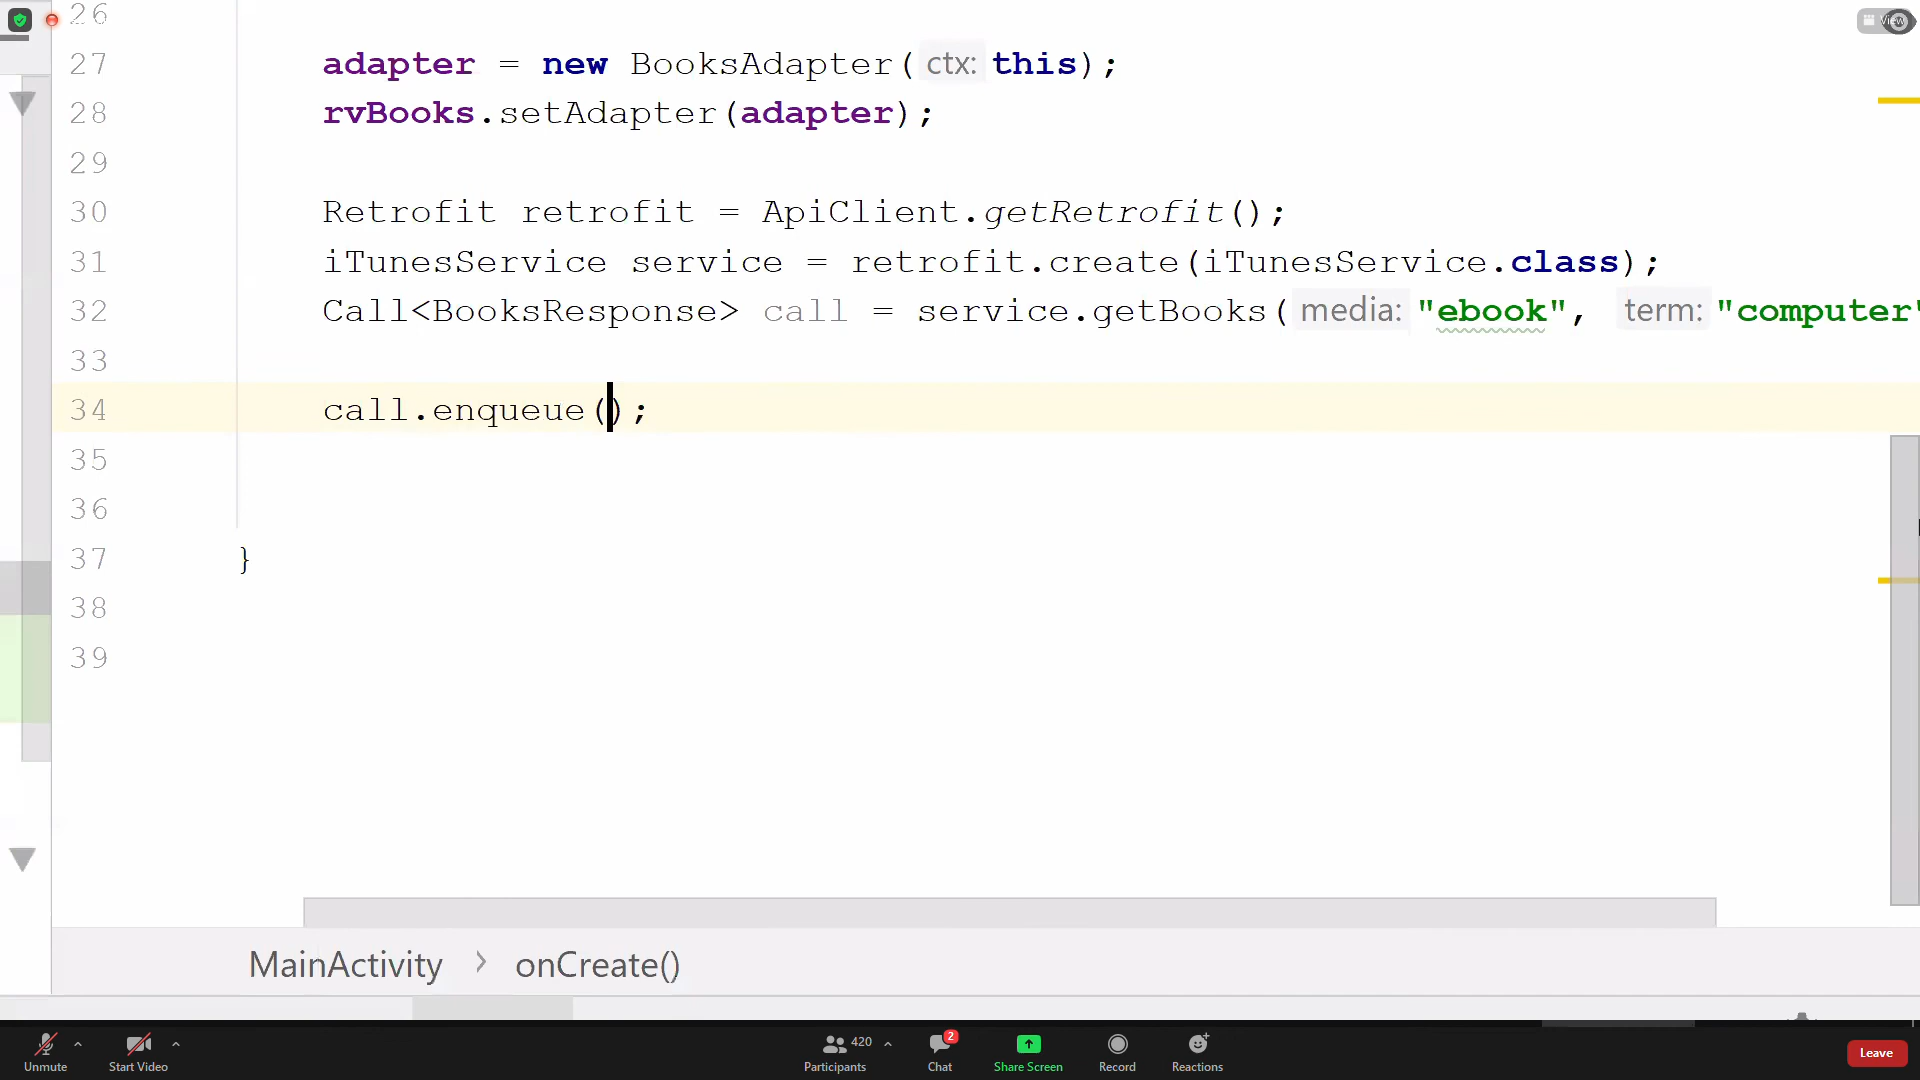 View
26
27 adapter = new BooksAdapter( ctx: this);
28 rvBooks.setAdapter(adapter);
29
30 Retrofit retrofit = ApiClient.getRetrofit();
31 iTunesService service = retrofit.create(iTunesService.class);
32 Call<BooksResponse> call = service.getBooks( media: "ebook", term: "computer"
33
34 call.enqueue();
35
36
37 }
38
39
MainActivity > onCreate()
Unmute Start Video 420 Participants 2 Chat Share Screen Record Reactions Leave